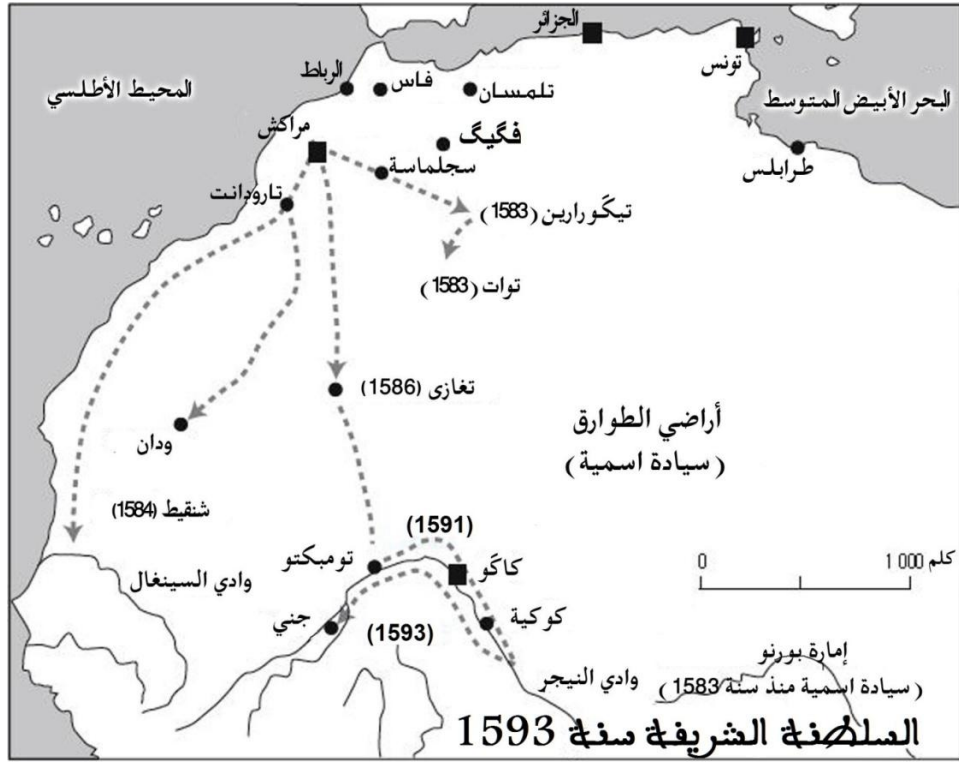 الجزائر
تونس
الرباط
فاس
تلمسان
المحيط الأطلسي
البحر الأبيض المتوسط
مراكش
فگيگ
طرابلس
سجلماسة
تارودانت
تيگورارين (1583)
توات (1583)
تغازى (1586)
أراضي الطوارق
(سيادة اسمية)
ودان
شنقيط (1584)
(1591)
تومبكتو
گاگو
0 1 000 كلم
وادي السينغال
جني
(1593)
كوكية
إمارة بورنو
وادي النيجر
(سيادة اسمية منذ سنة 1583)
السلطنة الشريفة سنة 1593